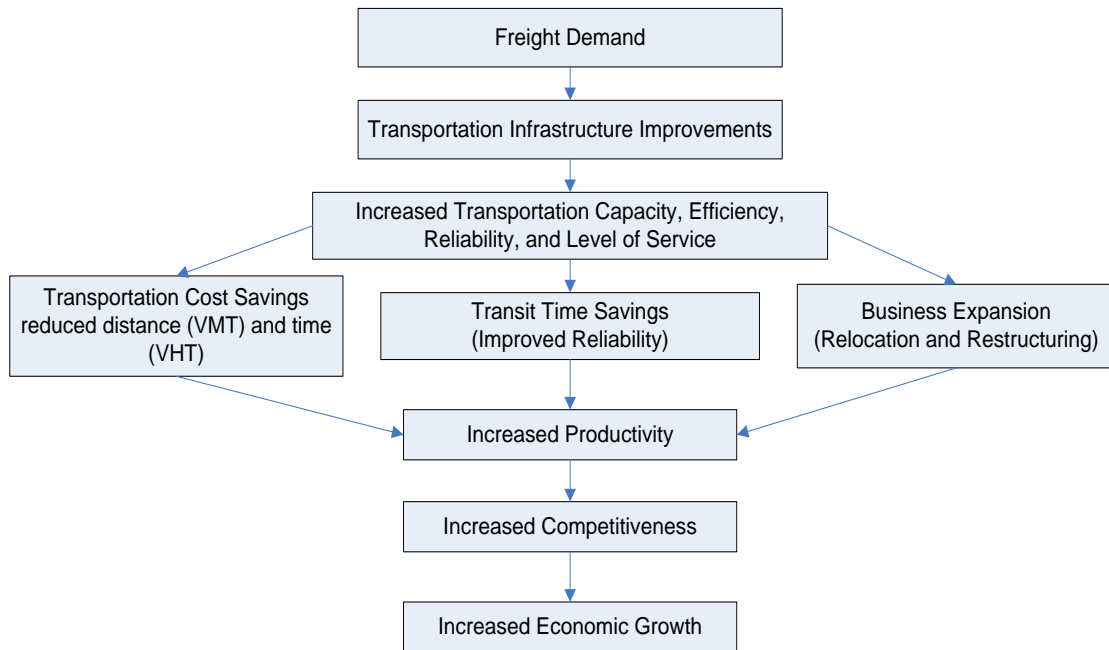 Freight Demand
Transportation Infrastructure Improvements
Increased Transportation Capacity, Efficiency,
Reliability, and Level of Service
Transportation Cost Savings
reduced distance (VMT) and time
(VHT)
Transit Time Savings
(Improved Reliability)
Business Expansion
(Relocation and Restructuring)
Increased Productivity
Increased Competitiveness
Increased Economic Growth